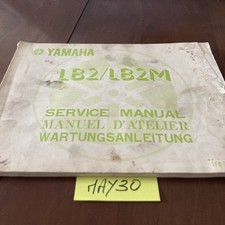 YAMAHA
LB2/LB2M
SERVICE MANUAL
MANUEL D'ATELIER
WARTUNGSANLEITUNG
HAY30